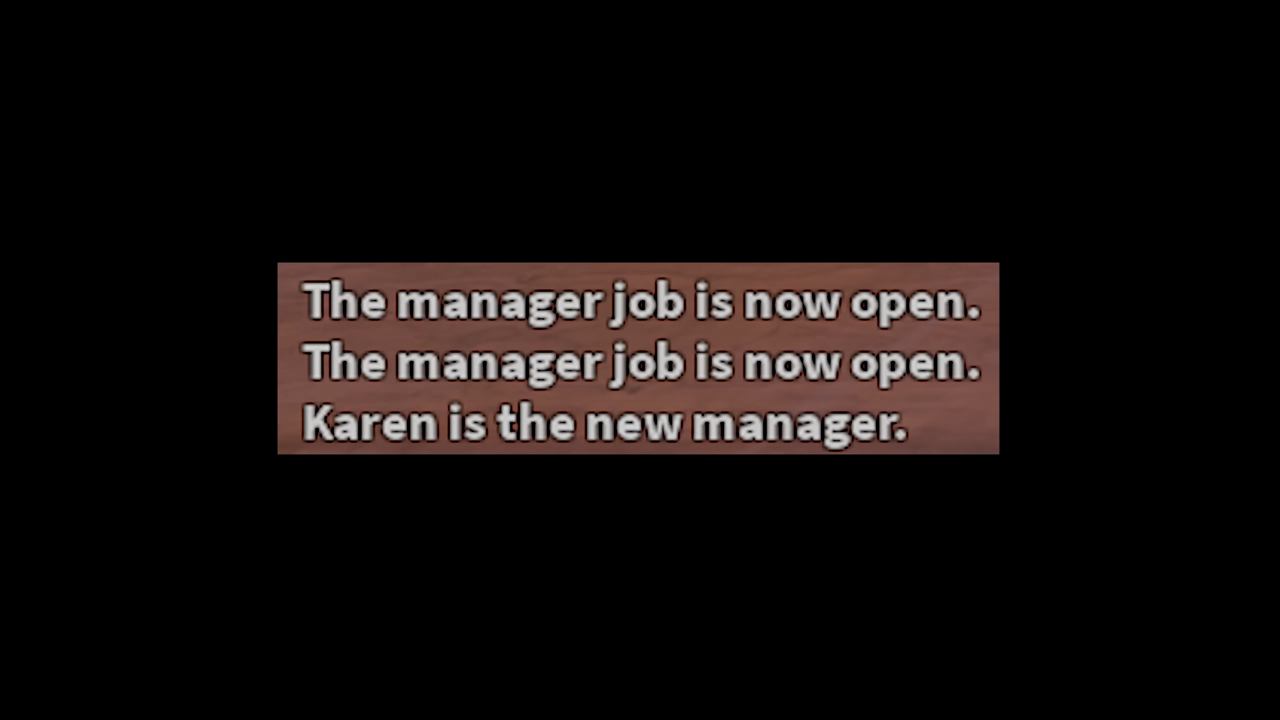 The manager job is now open.
The manager job is now open.
Karen is the new manager.